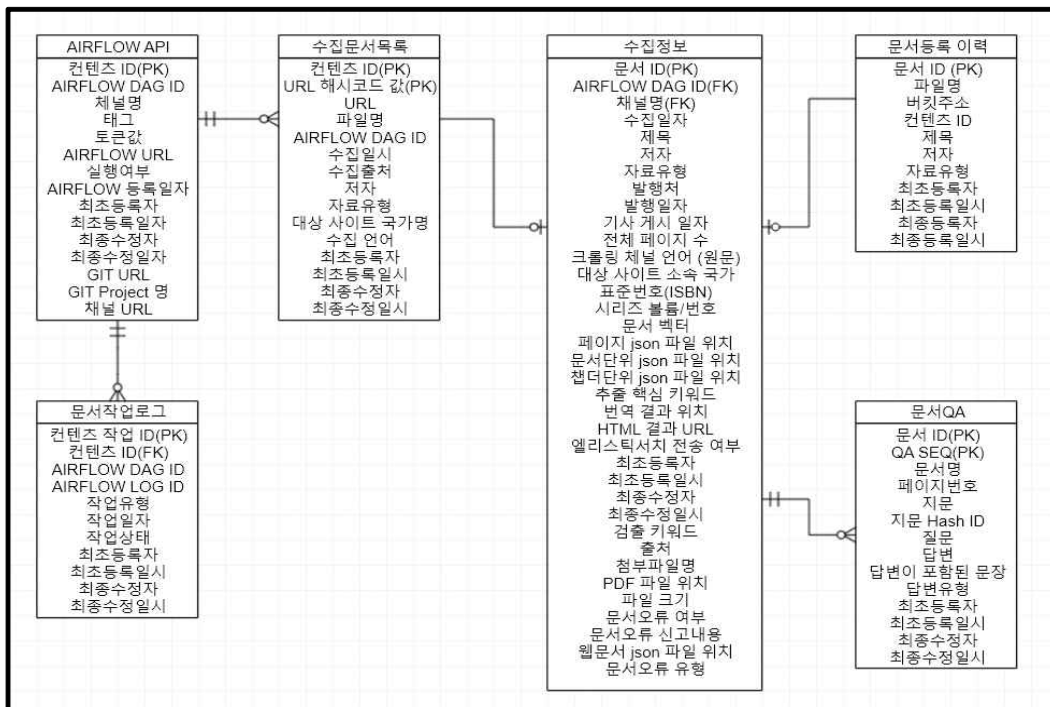 AIRFLOW API
컨텐츠 ID(PK)
AIRFLOW DAG ID
체널명
태그
토큰값
AIRFLOW URL
실행여부
AIRFLOW 등록일자
최초등록자
최초등록일자
최종수정자
최종수정일자
GIT URL
GIT Project 명
채널 URL
수집문서목록
컨텐츠 ID(PK)
URL 해시코드 값(PK)
URL
파일명
AIRFLOW DAG ID
수집일시
수집출처
저자
자료유형
대상 사이트 국가명
수집 언어
최초등록자
최초등록일시
최종수정자
최종수정일시
수집정보
문서 ID(PK)
AIRFLOW DAG ID(FK)
채널명(FK)
수집일자
제목
저자
자료유형
발행처
발행일자
기사 게시 일자
전체 페이지 수
크롤링 체널 언어 (원문)
대상 사이트 소속 국가
표준번호(ISBN)
시리즈 볼륨/번호
문서 벡터
페이지 json 파일 위치
문서단위 json 파일 위치
챕더단위 json 파일 위치
추출 핵심 키워드
번역 결과 위치
HTML 결과 URL
엘리스틱서치 전송 여부
최초등록자
최초등록일시
최종수정자
최종수정일시
검출 키워드
출처
첨부파일명
PDF 파일 위치
파일 크기
문서오류 여부
문서오류 신고내용
웹문서 json 파일 위치
문서오류 유형
문서등록 이력
문서 ID (PK)
파일명
버킷주소
컨텐츠 ID
제목
저자
자료유형
최초등록자
최초등록일시
최종등록자
최종등록일시
문서작업로그
컨텐츠 작업 ID(PK)
컨텐츠 ID(FK)
AIRFLOW DAG ID
AIRFLOW LOG ID
작업유형
작업일자
작업상태
최초등록자
최초등록일시
최종수정자
최종수정일시
문서QA
문서 ID(PK)
QA SEQ(PK)
문서명
페이지번호
지문
지문 Hash ID
질문
답변
답변이 포함된 문장
답변유형
최초등록자
최초등록일시
최종수정자
최종수정일시